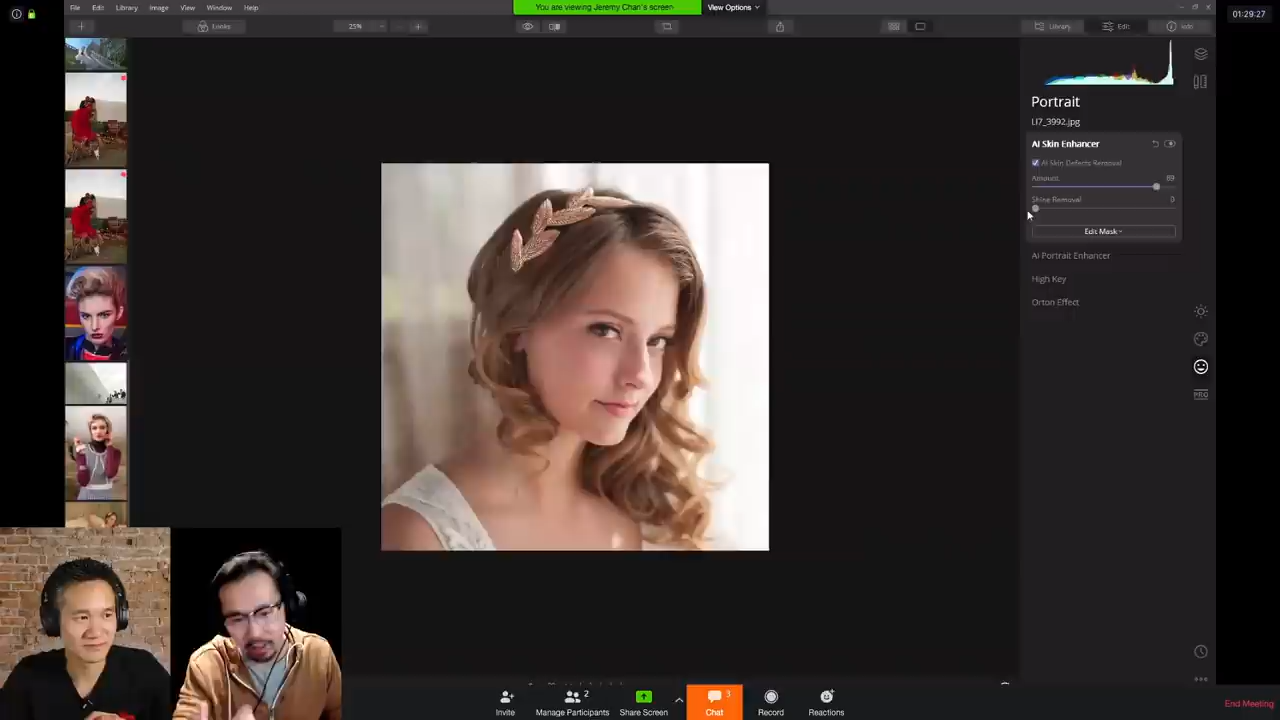 You are viewing Jeremy Chan's screen
View Options
01:29:27
File Edit Library Image View Window Help
Looks
25%
Library
Edit
Info
Portrait
LI7_3992.jpg
AI Skin Enhancer
AI Skin Defects Removal
Amount 89
Shine Removal 0
Edit Mask
AI Portrait Enhancer
High Key
Orton Effect
PRO
2
3
Invite
Manage Participants
Share Screen
Chat
Record
Reactions
End Meeting